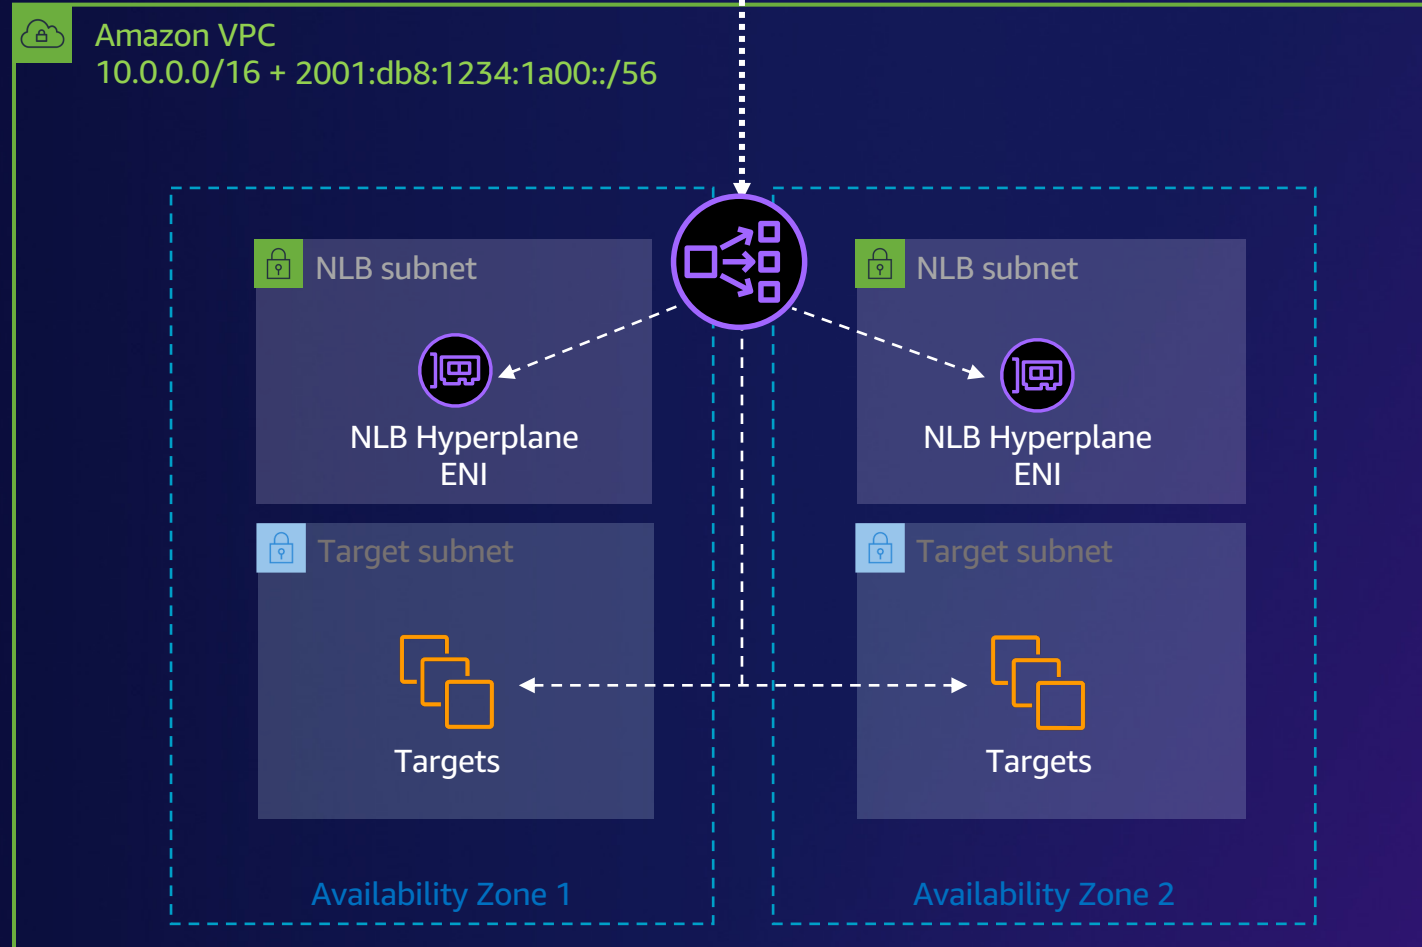 Amazon VPC
10.0.0.0/16 + 2001:db8:1234:1a00::/56
NLB subnet
NLB subnet
NLB Hyperplane
ENI
NLB Hyperplane
ENI
Target subnet
Target subnet
Targets
Targets
Availability Zone 1
Availability Zone 2